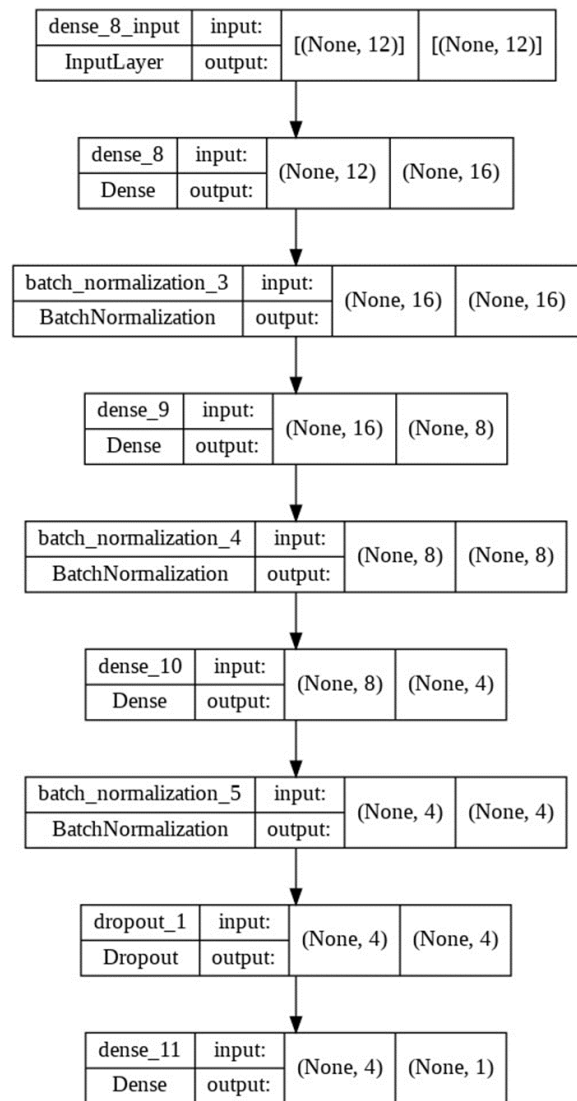 dense_8_input input: [(None, 12)] [(None, 12)]
InputLayer output:
dense_8 input: (None, 12) (None, 16)
Dense output:
batch_normalization_3 input: (None, 16) (None, 16)
BatchNormalization output:
dense_9 input: (None, 16) (None, 8)
Dense output:
batch_normalization_4 input: (None, 8) (None, 8)
BatchNormalization output:
dense_10 input: (None, 8) (None, 4)
Dense output:
batch_normalization_5 input: (None, 4) (None, 4)
BatchNormalization output:
dropout_1 input: (None, 4) (None, 4)
Dropout output:
dense_11 input: (None, 4) (None, 1)
Dense output: